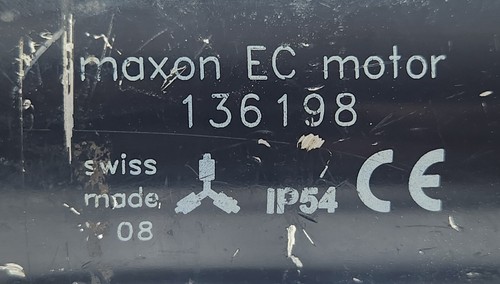 maxon EC motor
136198
swiss
made IP54 CE
08